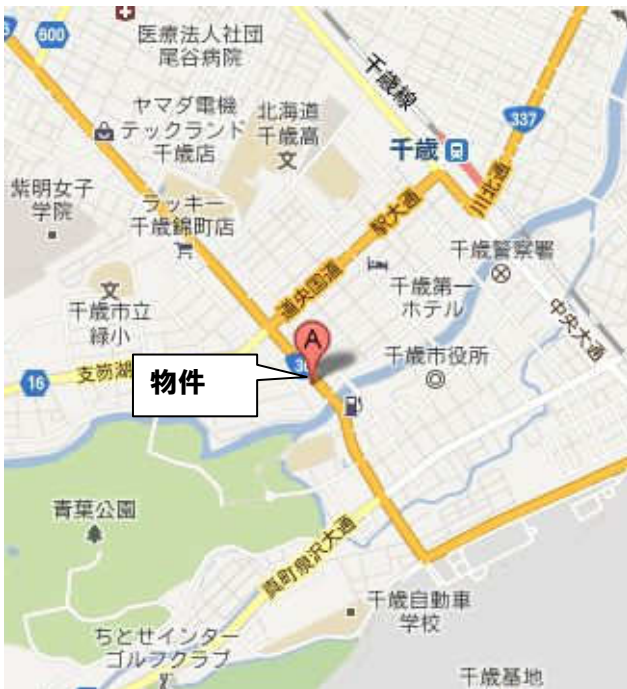 600
医療法人社団
尾谷病院
千歳線
ヤマダ電機
テックランド
千歳店
北海道
千歳高
文
337
千歳
川北通
紫明女子
学院
ラッキー
千歳錦町店
駅大通
千歳警察署
道央国道
千歳第一
ホテル
文
千歳市立
緑小
中央大通
A
16
支笏湖
36
千歳市役所
物件
青葉公園
真町泉沢大通
千歳自動車
学校
ちとせインター
ゴルフクラブ
千歳基地